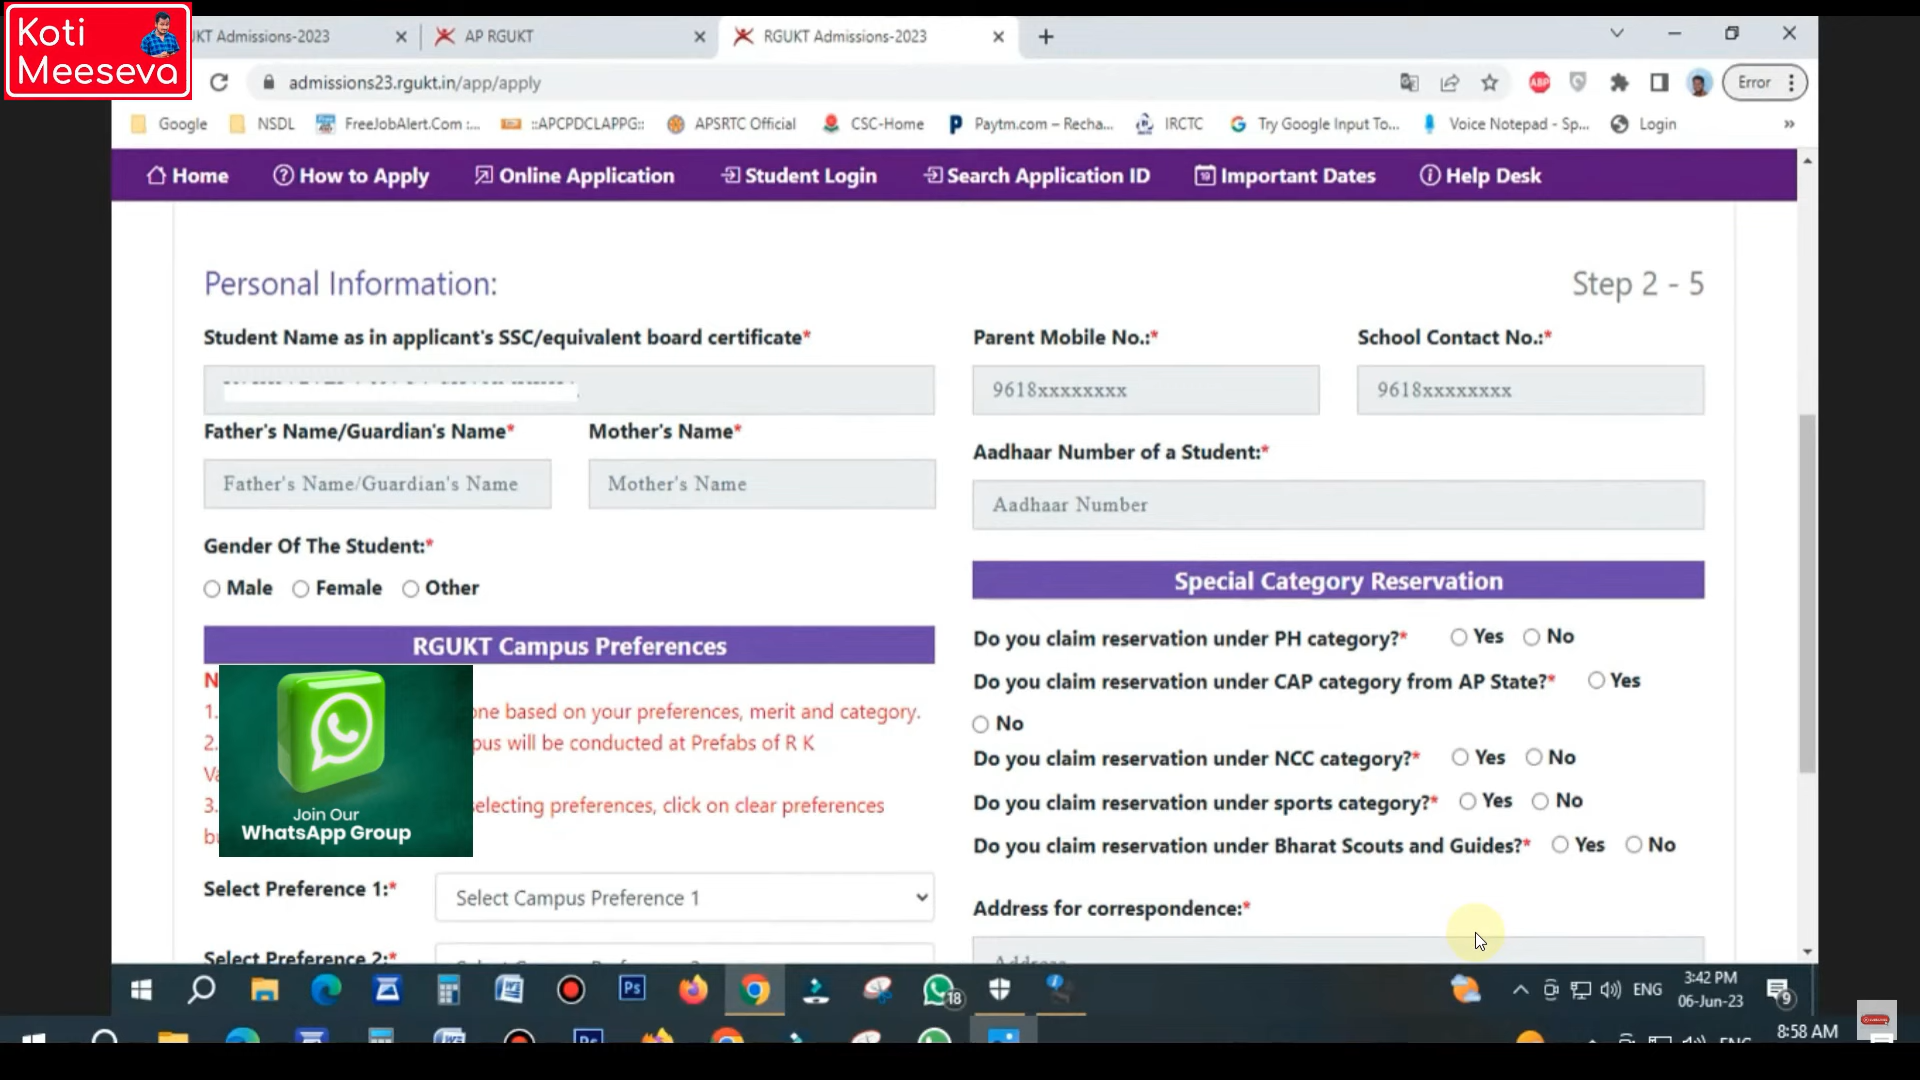 Koti
Meeseva
UKT Admissions-2023
AP RGUKT
RGUKT Admissions-2023
admissions23.rgukt.in/app/apply
Error
Google
NSDL
FreeJobAlert.Com :...
::APCPDCLAPPG::
APSRTC Official
CSC-Home
Paytm.com – Recha...
IRCTC
Try Google Input To...
Voice Notepad - Sp...
Login
Home
How to Apply
Online Application
Student Login
Search Application ID
Important Dates
Help Desk
Personal Information:
Step 2 - 5
Student Name as in applicant's SSC/equivalent board certificate*
Father's Name/Guardian's Name*
Mother's Name*
Father's Name/Guardian's Name
Mother's Name
Gender Of The Student:*
Male
Female
Other
RGUKT Campus Preferences
1.
one based on your preferences, merit and category.
2.
pus will be conducted at Prefabs of R K
3.
selecting preferences, click on clear preferences
Join Our
WhatsApp Group
Select Preference 1:*
Select Campus Preference 1
Select Preference 2:*
Parent Mobile No.:*
School Contact No.:*
9618xxxxxxxx
9618xxxxxxxx
Aadhaar Number of a Student:*
Aadhaar Number
Special Category Reservation
Do you claim reservation under PH category?* Yes No
Do you claim reservation under CAP category from AP State?* Yes
No
Do you claim reservation under NCC category?* Yes No
Do you claim reservation under sports category?* Yes No
Do you claim reservation under Bharat Scouts and Guides?* Yes No
Address for correspondence:*
Address
Ps
18
ENG
3:42 PM
06-Jun-23
9
8:58 AM